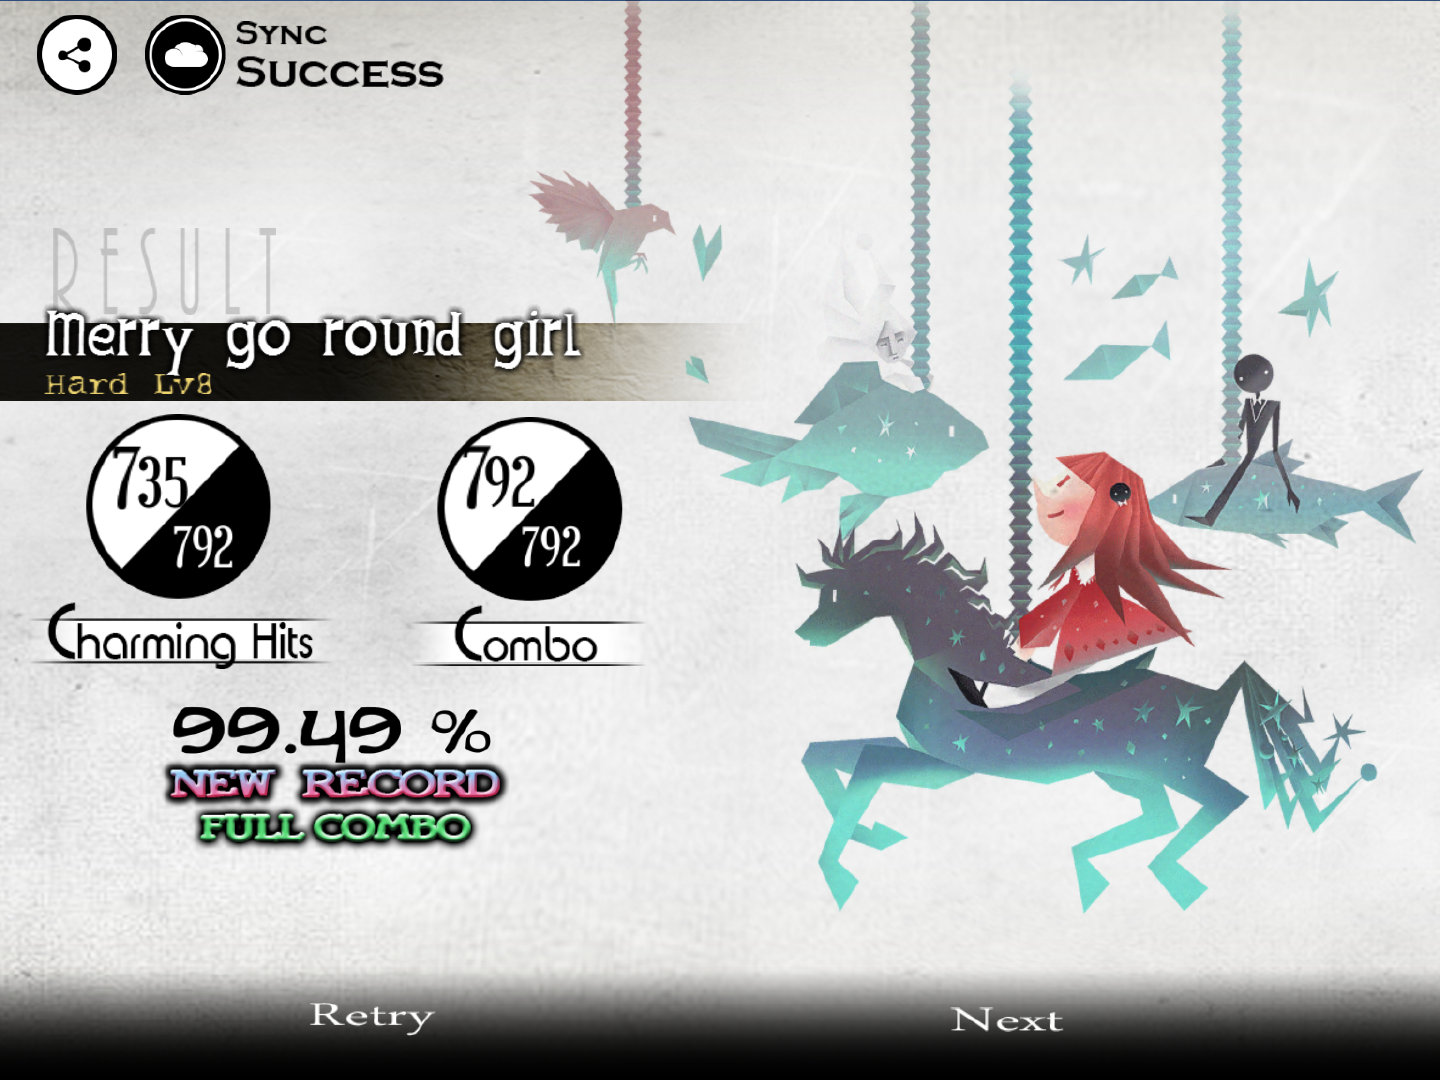 Sync
Success
RESULT
Merry go round girl
Hard Lv8
735
792
Charming Hits
792
792
Combo
99.49 %
NEW RECORD
FULL COMBO
Retry
Next